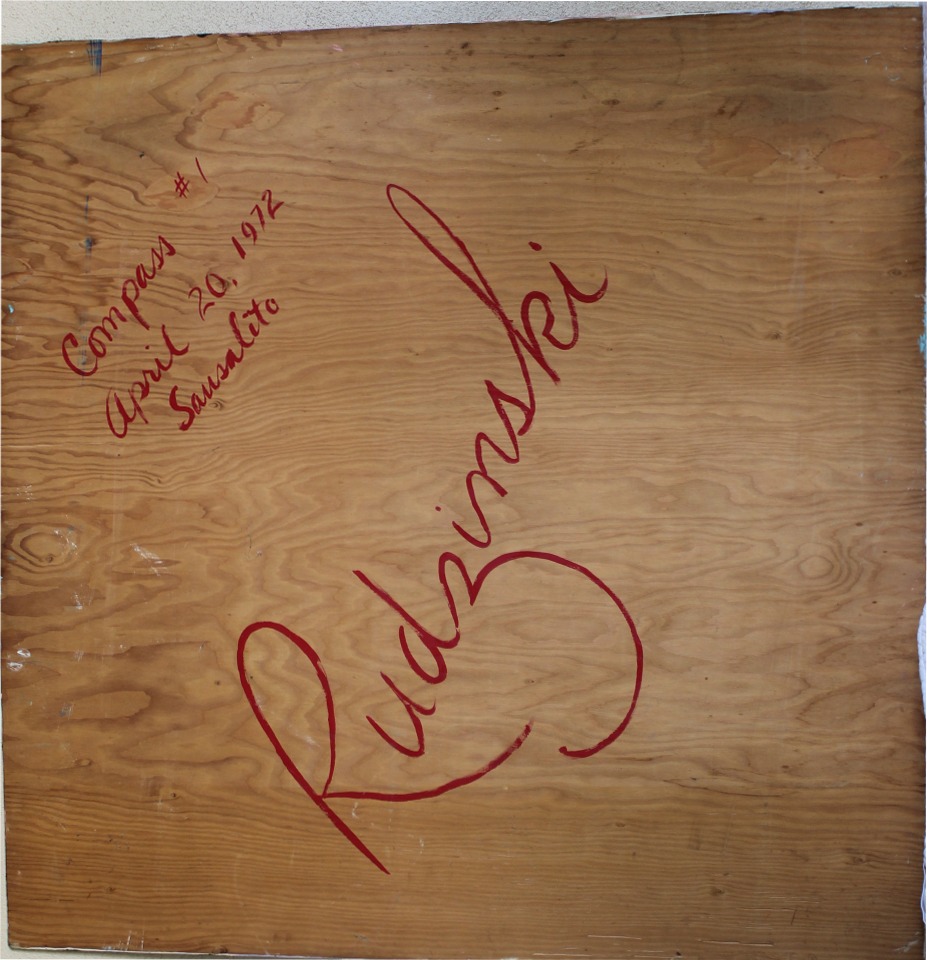 Compass #1
April 20, 1972
Sausalito
Rudzinski